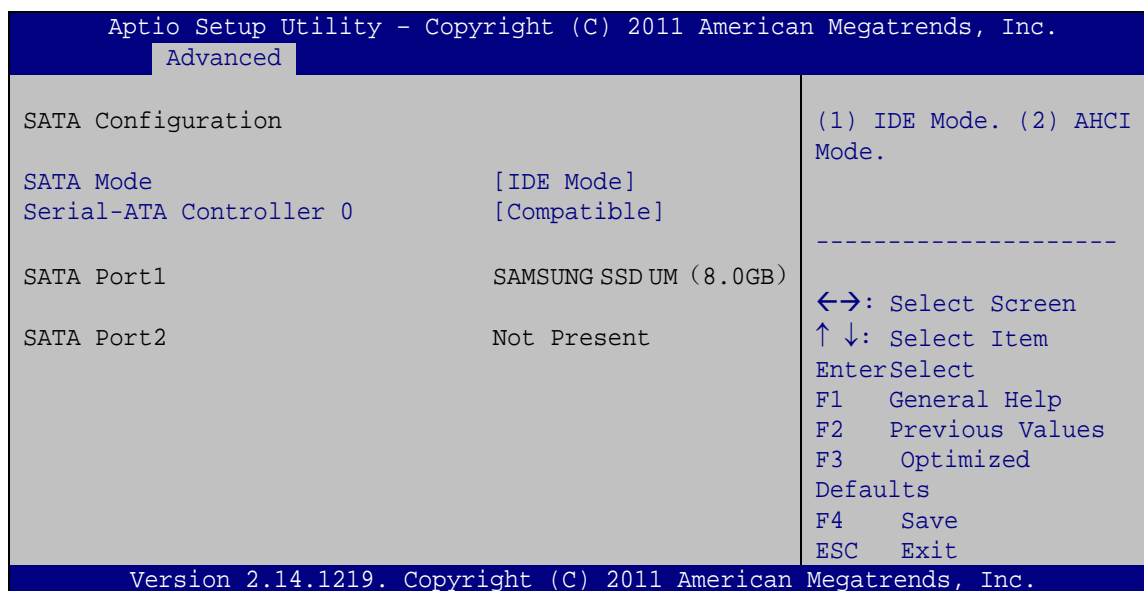 Aptio Setup Utility – Copyright (C) 2011 American Megatrends, Inc.
Advanced
SATA Configuration
SATA Mode [IDE Mode]
Serial-ATA Controller 0 [Compatible]
SATA Port1 SAMSUNG SSD UM（8.0GB）
SATA Port2 Not Present
(1) IDE Mode. (2) AHCI
Mode.
---------------------
←→: Select Screen
↑ ↓: Select Item
EnterSelect
F1 General Help
F2 Previous Values
F3 Optimized
Defaults
F4 Save
ESC Exit
Version 2.14.1219. Copyright (C) 2011 American Megatrends, Inc.